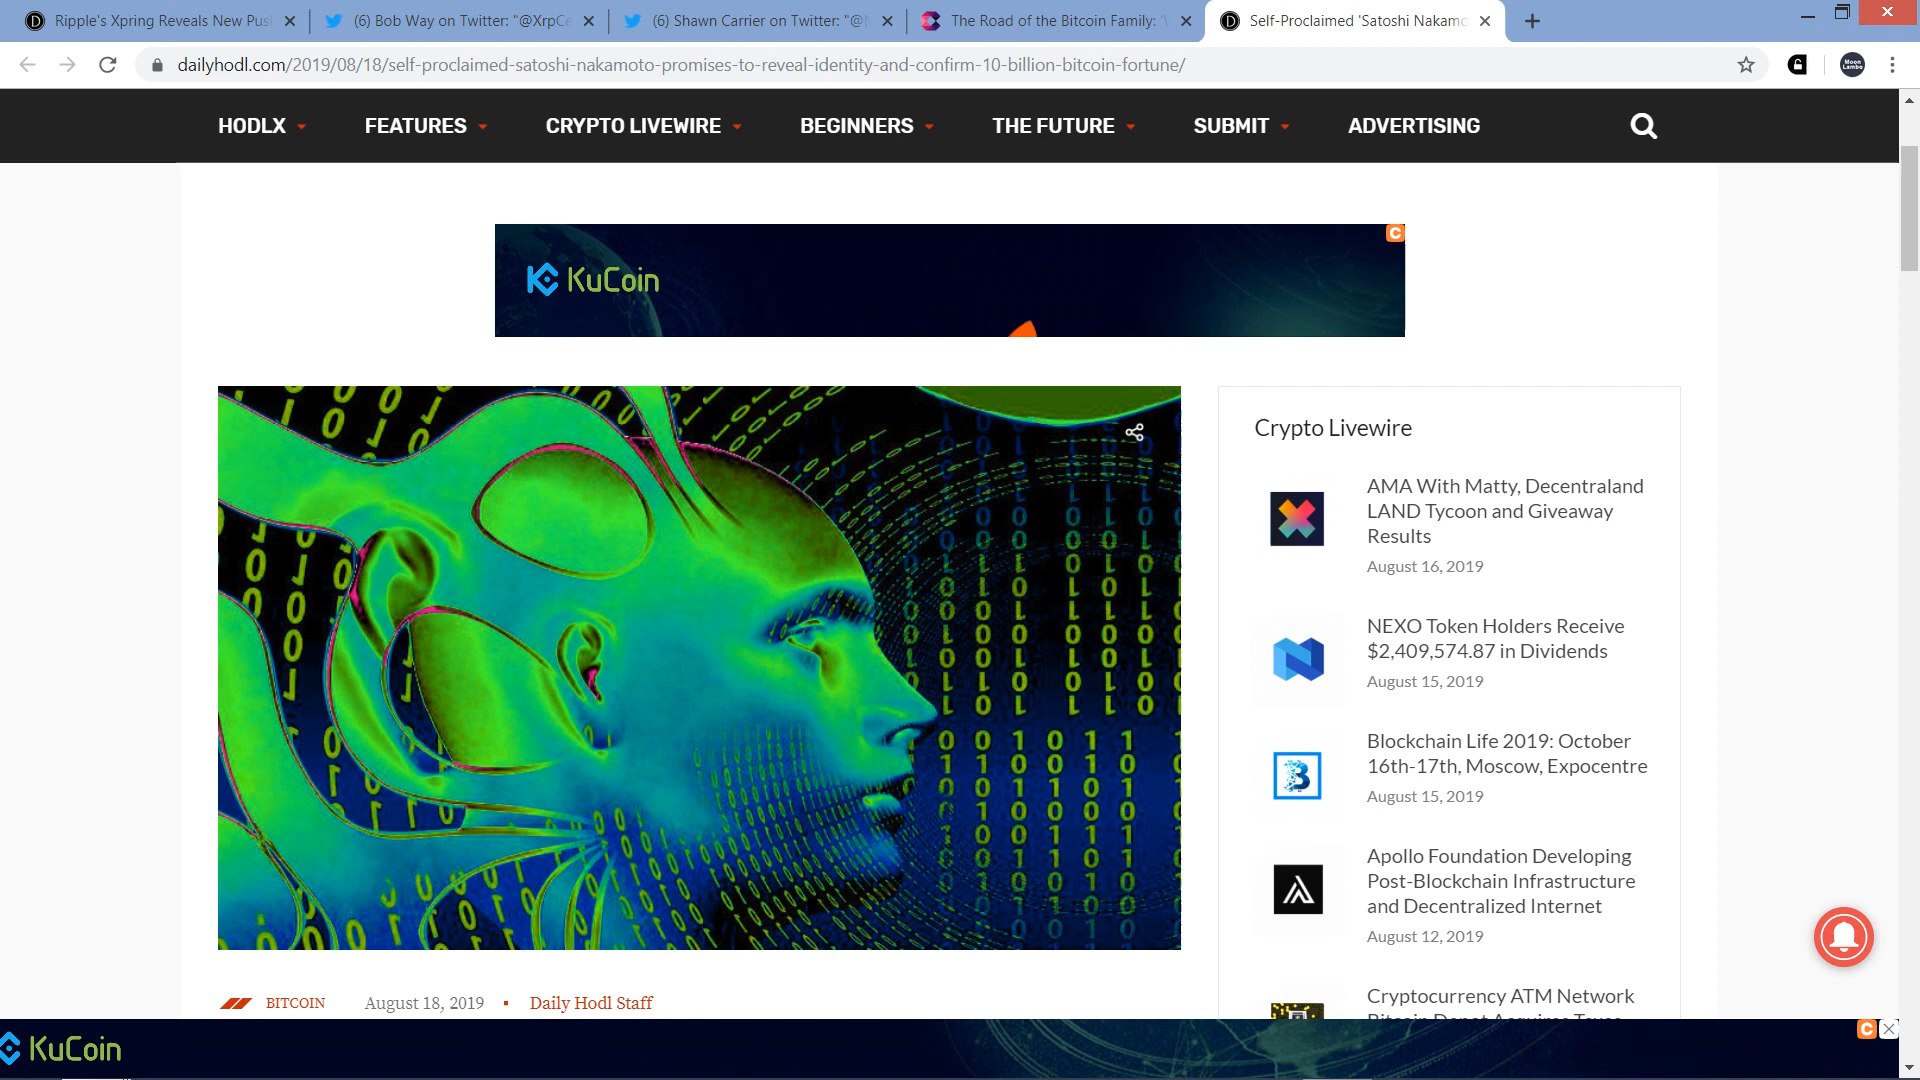 Ripple's Xpring Reveals New Pus
(6) Bob Way on Twitter: "@XrpCe
(6) Shawn Carrier on Twitter: "@
The Road of the Bitcoin Family:
Self-Proclaimed 'Satoshi Nakamo
dailyhodl.com/2019/08/18/self-proclaimed-satoshi-nakamoto-promises-to-reveal-identity-and-confirm-10-billion-bitcoin-fortune/
HODLX
FEATURES
CRYPTO LIVEWIRE
BEGINNERS
THE FUTURE
SUBMIT
ADVERTISING
KuCoin
Crypto Livewire
AMA With Matty, Decentraland
LAND Tycoon and Giveaway
Results
August 16, 2019
NEXO Token Holders Receive
$2,409,574.87 in Dividends
August 15, 2019
Blockchain Life 2019: October
16th-17th, Moscow, Expocentre
August 15, 2019
Apollo Foundation Developing
Post-Blockchain Infrastructure
and Decentralized Internet
August 12, 2019
Cryptocurrency ATM Network
BITCOIN
August 18, 2019
Daily Hodl Staff
KuCoin